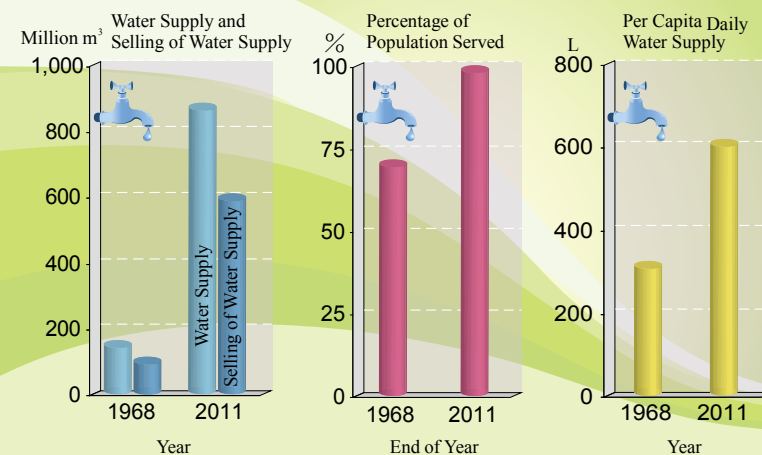 Water Supply and
Million m³ Selling of Water Supply
1,000
800
600
400
200
0
Water Supply
Selling of Water Supply
1968 2011
Year
Percentage of
% Population Served
100
75
50
25
0
1968 2011
End of Year
Per Capita Daily
L Water Supply
800
600
400
200
0
1968 2011
Year